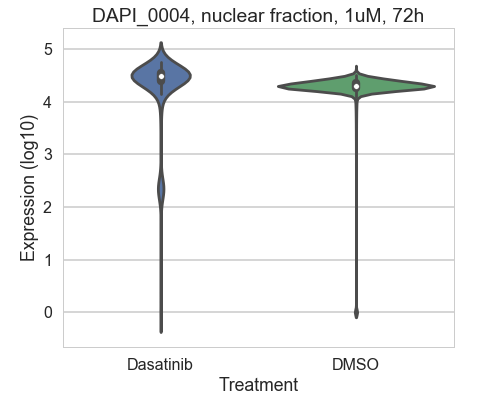 DAPI_0004, nuclear fraction, 1uM, 72h
5
4
3
2
1
0
Expression (log10)
Dasatinib DMSO
Treatment